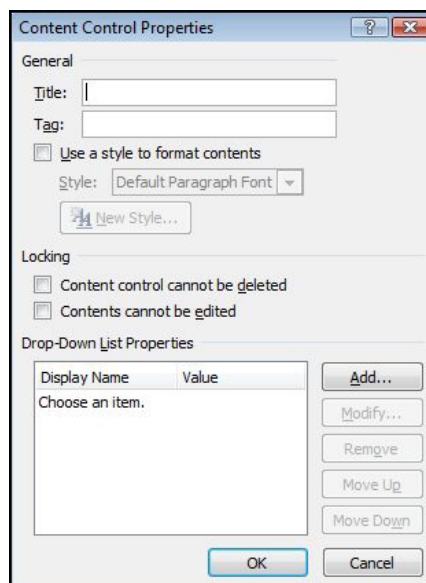 Content Control Properties
General
Title:
Tag:
Use a style to format contents
Style: Default Paragraph Font
New Style...
Locking
Content control cannot be deleted
Contents cannot be edited
Drop-Down List Properties
Display Name Value
Choose an item.
Add...
Modify...
Remove
Move Up
Move Down
OK Cancel